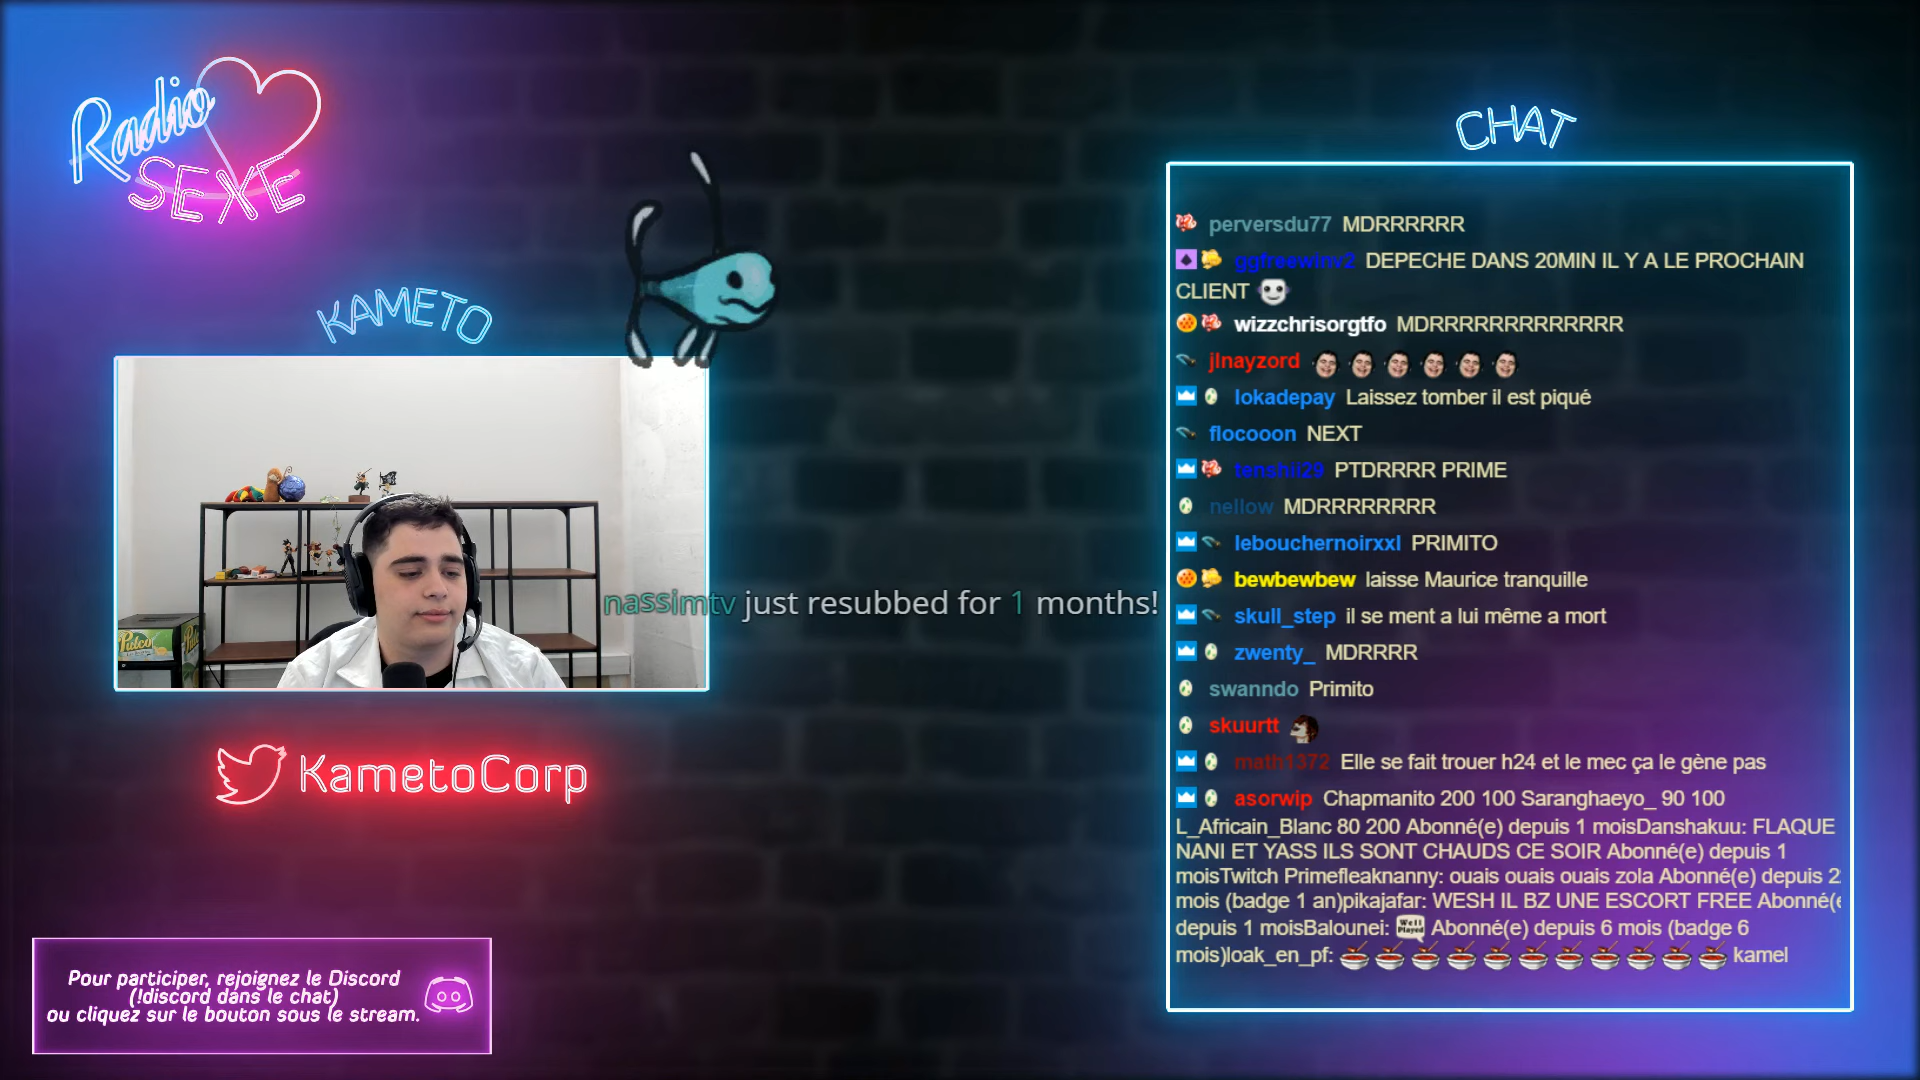 Radio
SEXE
KAMETO
Pulco
nassimtv just resubbed for 1 months!
KametoCorp
Pour participer, rejoignez le Discord
(!discord dans le chat)
ou cliquez sur le bouton sous le stream.
CHAT
perversdu77 MDRRRRRR
ggfreewinv2 DEPECHE DANS 20MIN IL Y A LE PROCHAIN
CLIENT
wizzchrisorgtfo MDRRRRRRRRRRRRR
jlnayzord
lokadepay Laissez tomber il est piqué
flocooon NEXT
tenshil29 PTDRRRR PRIME
nellow MDRRRRRRRR
lebouchernoirxxl PRIMITO
bewbewbew laisse Maurice tranquille
skull_step il se ment a lui même a mort
zwenty_ MDRRRR
swanndo Primito
skuurtt
math1372 Elle se fait trouer h24 et le mec ça le gène pas
asorwip Chapmanito 200 100 Saranghaeyo_ 90 100
L_Africain_Blanc 80 200 Abonné(e) depuis 1 moisDanshakuu: FLAQUE
NANI ET YASS ILS SONT CHAUDS CE SOIR Abonné(e) depuis 1
moisTwitch Primefleaknanny: ouais ouais ouais zola Abonné(e) depuis 2
mois (badge 1 an)pikajafar: WESH IL BZ UNE ESCORT FREE Abonné(e
depuis 1 moisBalounei: Well Played Abonné(e) depuis 6 mois (badge 6
mois)loak_en_pf: kamel